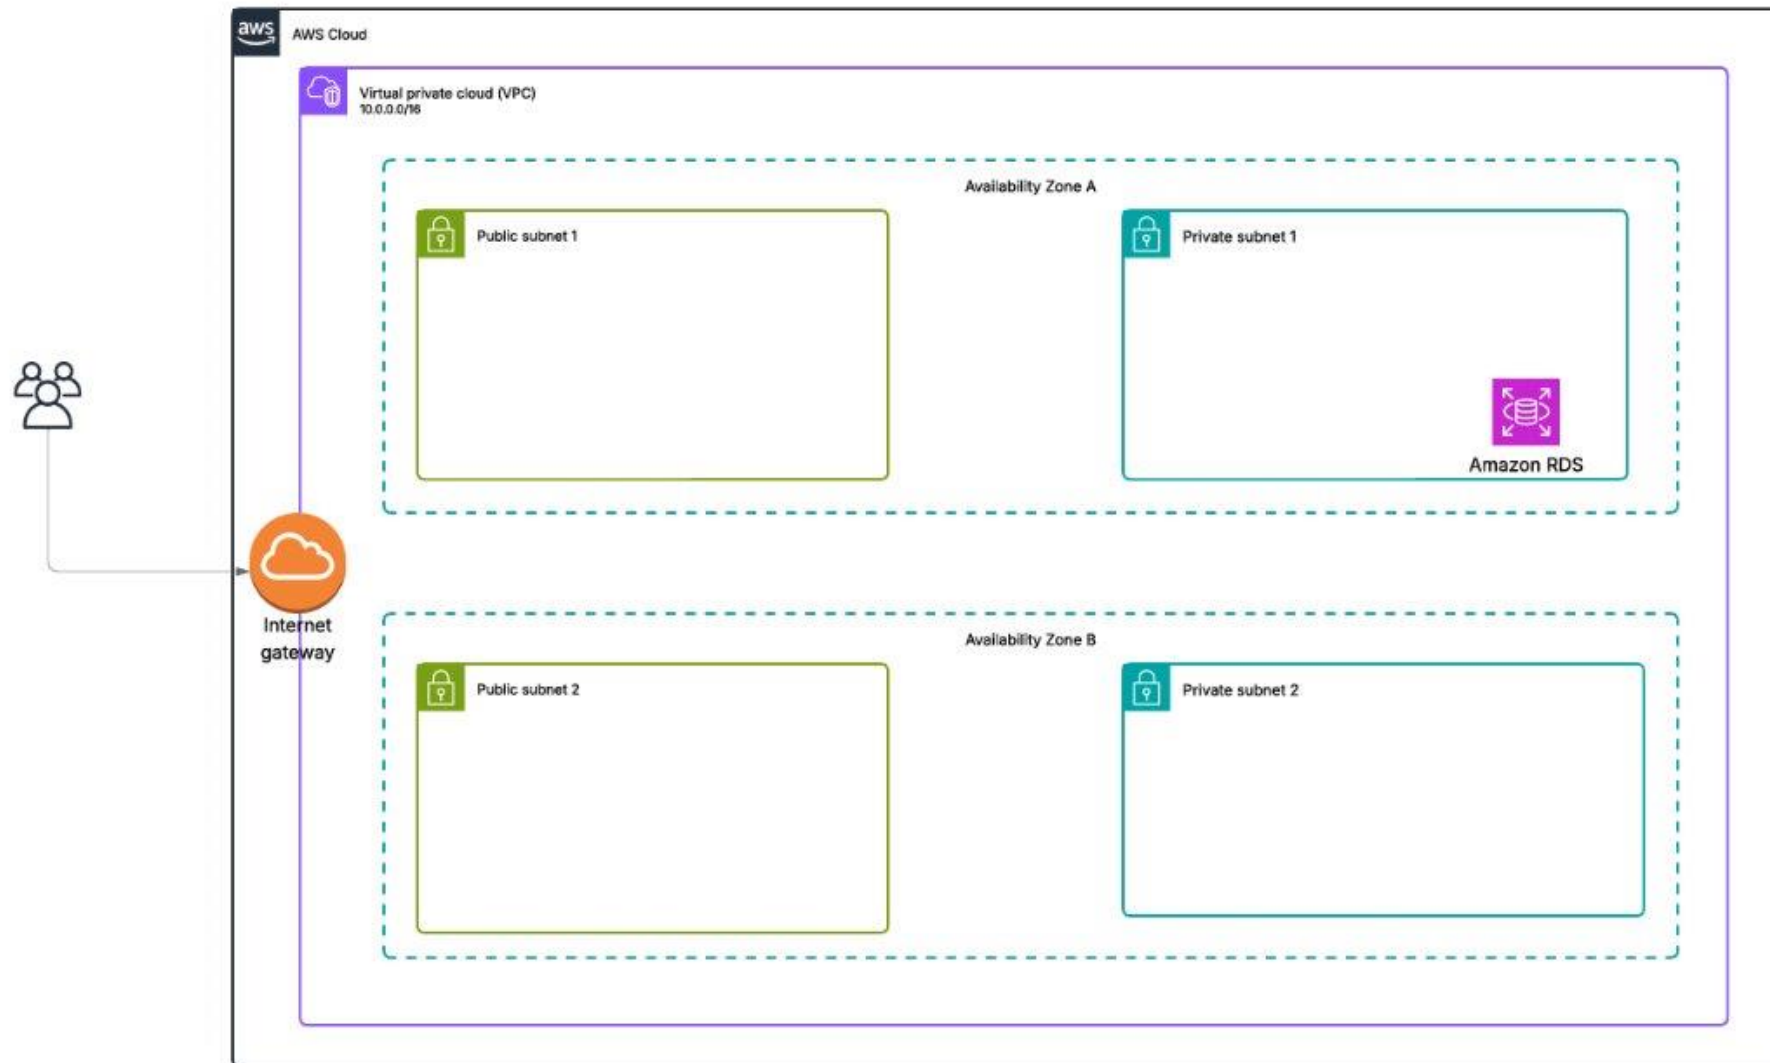 aws
AWS Cloud
Virtual private cloud (VPC)
10.0.0.0/16
Availability Zone A
Public subnet 1
Private subnet 1
Amazon RDS
Internet
gateway
Availability Zone B
Public subnet 2
Private subnet 2